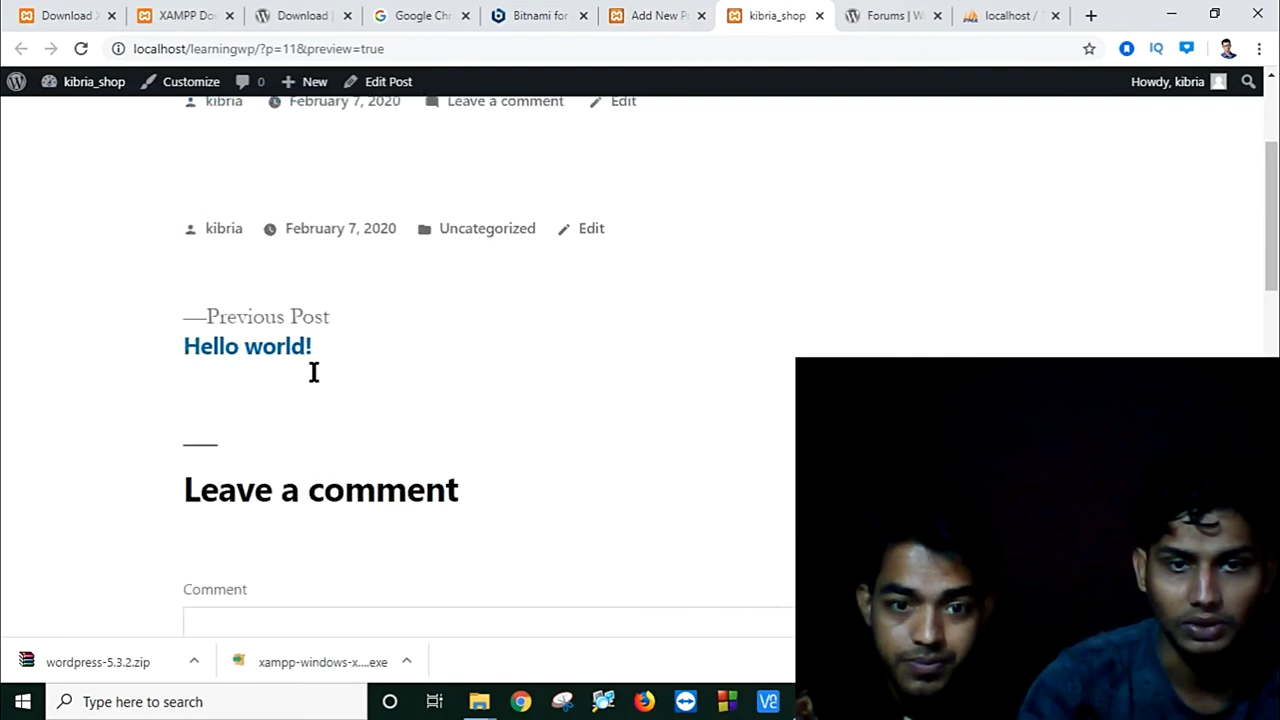 Download X
XAMPP Do
Download |
Google Chr
Bitnami for
Add New P
kibria_shop
Forums | W
localhost /
localhost/learningwp/?p=11&preview=true
kibria_shop
Customize
0
New
Edit Post
Howdy, kibria
kibria
February 7, 2020
Leave a comment
Edit
kibria
February 7, 2020
Uncategorized
Edit
—Previous Post
Hello world!
Leave a comment
Comment
wordpress-5.3.2.zip
xampp-windows-x....exe
Type here to search